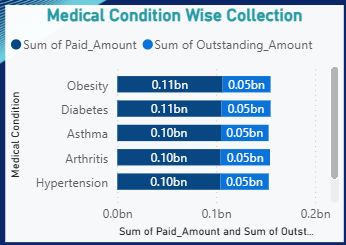 Medical Condition Wise Collection
Sum of Paid_Amount Sum of Outstanding_Amount
Medical Condition
Obesity 0.11bn 0.05bn
Diabetes 0.11bn 0.05bn
Asthma 0.10bn 0.05bn
Arthritis 0.10bn 0.05bn
Hypertension 0.10bn 0.05bn
0.0bn 0.1bn 0.2bn
Sum of Paid_Amount and Sum of Outst...